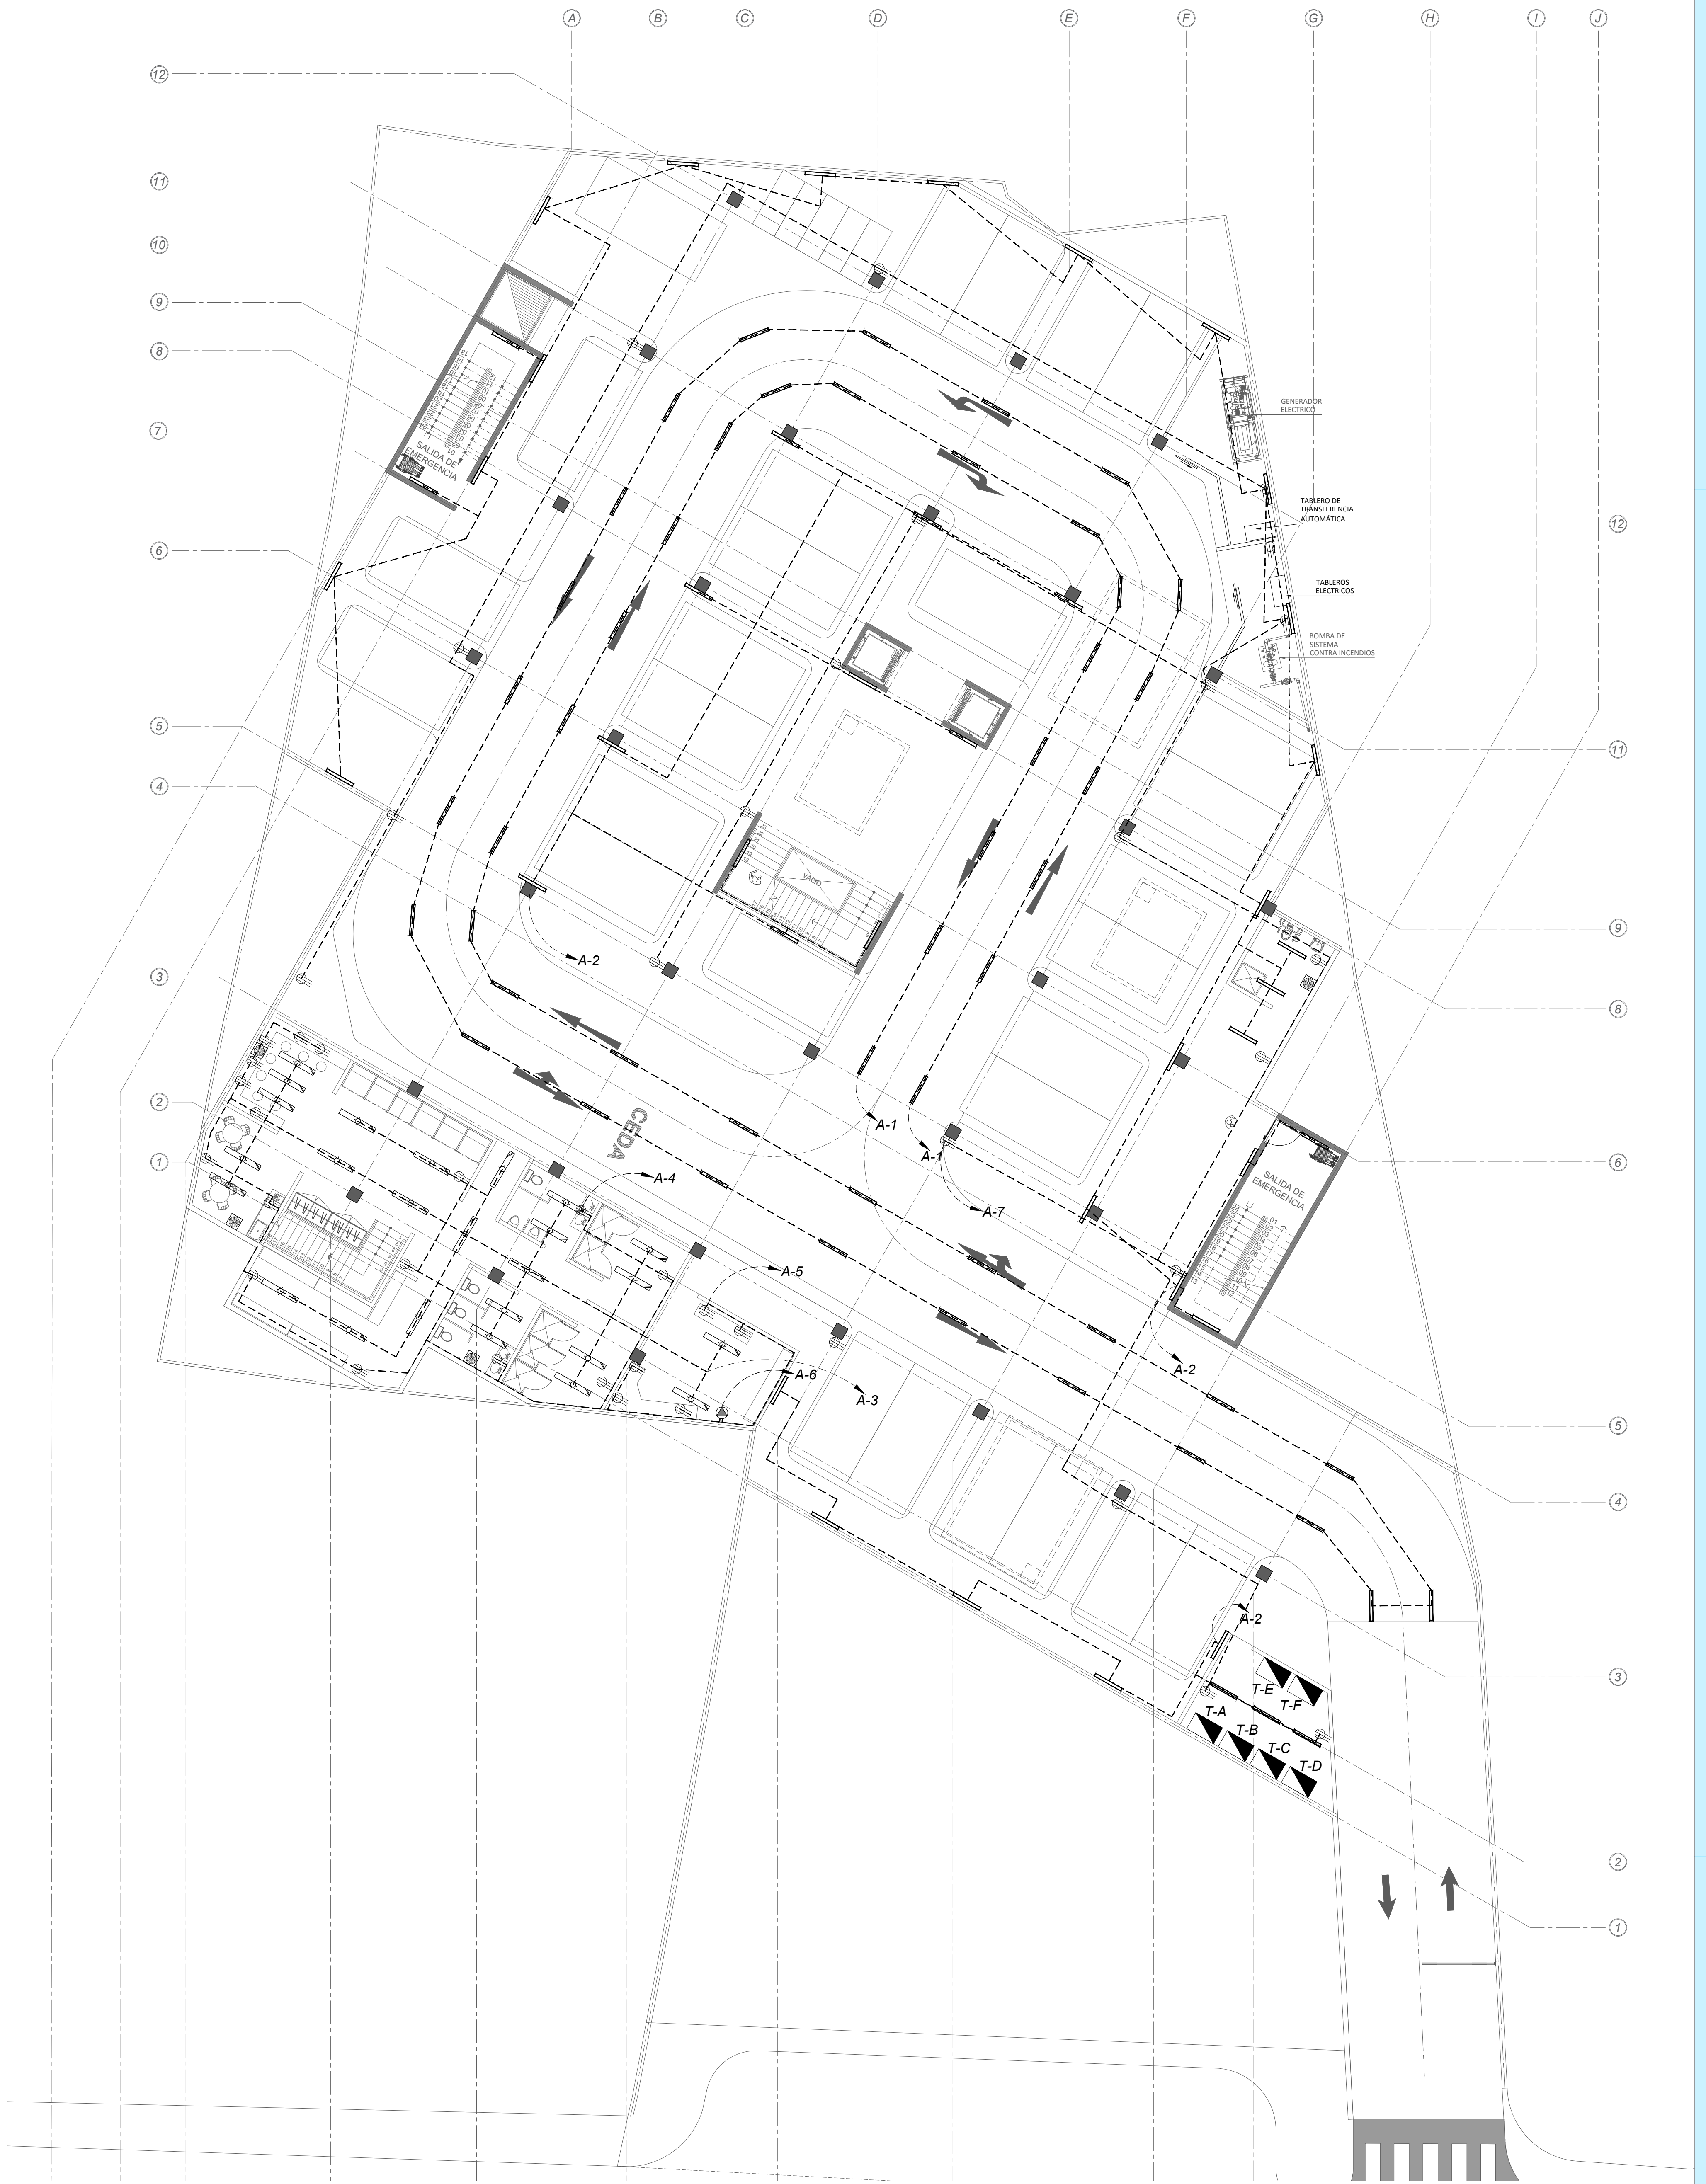 A B C D E F G H I J
12
11
10
9
8
7
6
5
4
3
2
1
12
11
9
8
6
5
4
3
2
1
GENERADOR
ELECTRICO
TABLERO DE
TRANSFERENCIA
AUTOMÁTICA
TABLEROS
ELECTRICOS
BOMBA DE
SISTEMA
CONTRA INCENDIOS
SALIDA DE
EMERGENCIA
VACIO
A-2
A-1
A-1
CEDA
A-4
A-7
SALIDA DE
EMERGENCIA
A-5
A-6
A-3
A-2
A-2
T-E
T-F
T-A
T-B
T-C
T-D